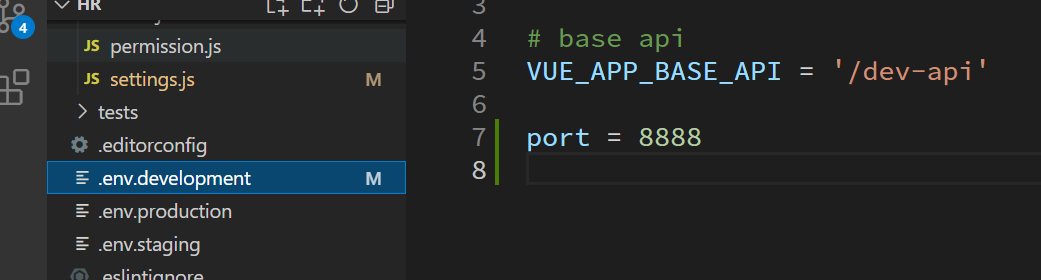 HR
4
JS permission.js
JS settings.js M
> tests
.editorconfig
.env.development M
.env.production
.env.staging
.eslintignore
3
4 # base api
5 VUE_APP_BASE_API = '/dev-api'
6
7 port = 8888
8